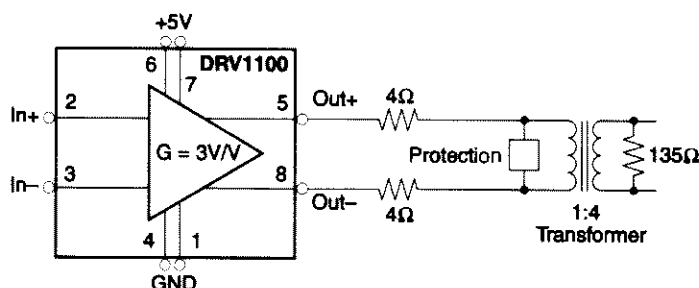 +5V
DRV1100
6
7
In+
2
5
Out+
4Ω
G = 3V/V
Protection
135Ω
In–
3
8
Out–
4Ω
1:4
Transformer
4
1
GND